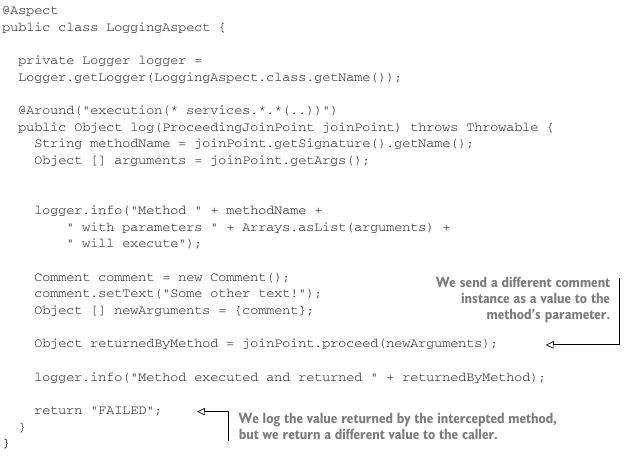 @Aspect
public class LoggingAspect {
private Logger logger =
Logger.getLogger(LoggingAspect.class.getName());
@Around("execution(* services.*.*(..))")
public Object log(ProceedingJoinPoint joinPoint) throws Throwable {
String methodName = joinPoint.getSignature().getName();
Object [] arguments = joinPoint.getArgs();
logger.info("Method " + methodName +
" with parameters " + Arrays.asList(arguments) +
" will execute");
Comment comment = new Comment();
comment.setText("Some other text!");
Object [] newArguments = {comment};
We send a different comment
instance as a value to the
method's parameter.
Object returnedByMethod = joinPoint.proceed(newArguments);
logger.info("Method executed and returned " + returnedByMethod);
return "FAILED";
We log the value returned by the intercepted method,
but we return a different value to the caller.
}
}